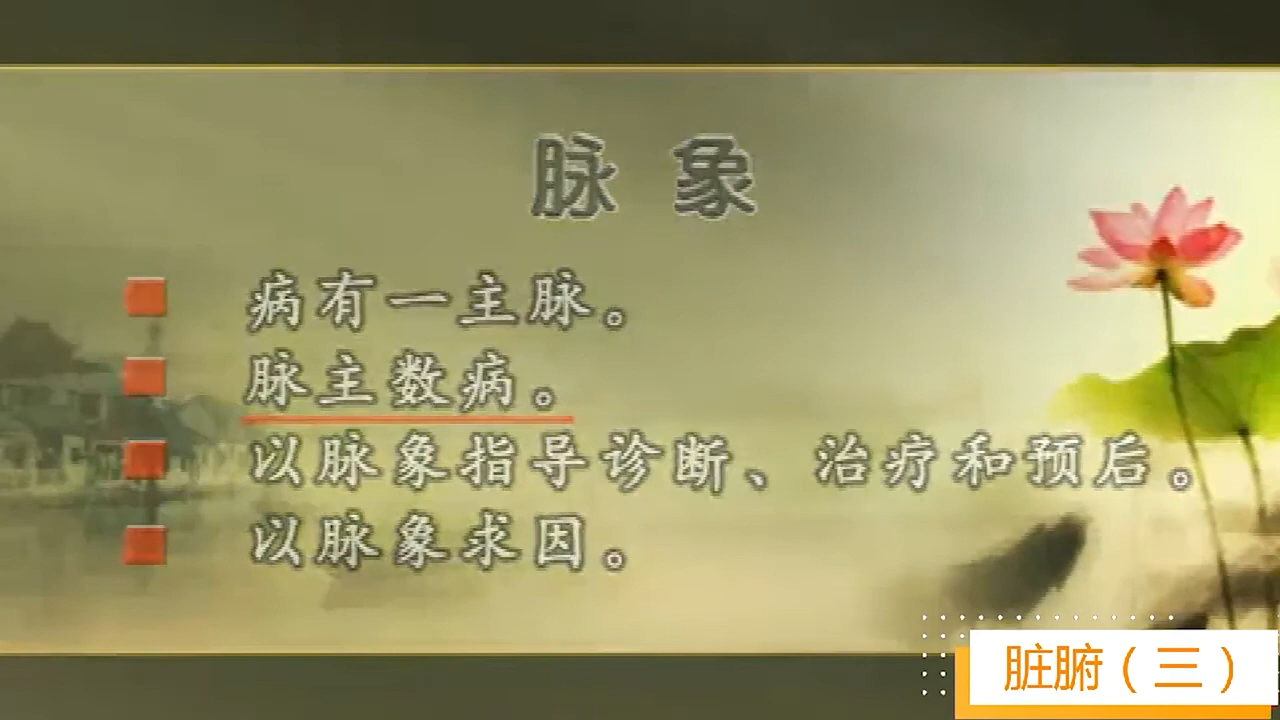 脉象
病有一主脉。
脉主数病。
以脉象指导诊断、治疗和预后。
以脉象求因。
脏腑（三）